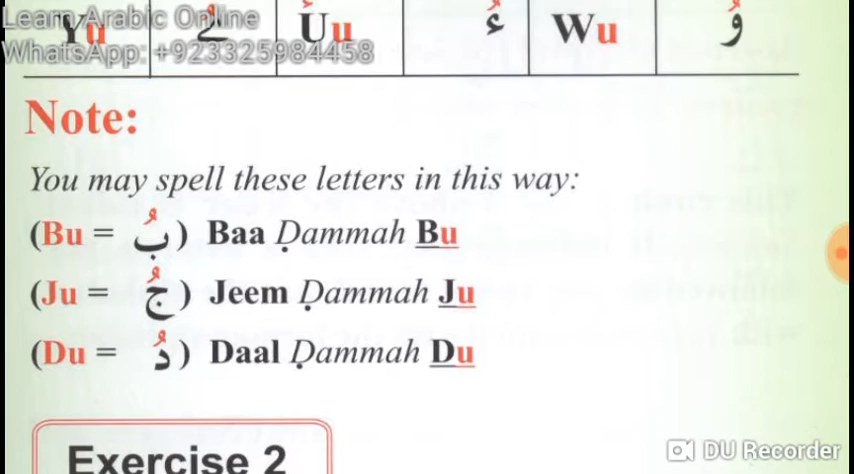 Learn Arabic Online
WhatsApp: +923325984458
Yu ئُ Uu ءُ Wu وُ
Note:
You may spell these letters in this way:
(Bu = بُ) Baa Ḍammah Bu
(Ju = جُ) Jeem Ḍammah Ju
(Du = دُ) Daal Ḍammah Du
Exercise 2
DU Recorder